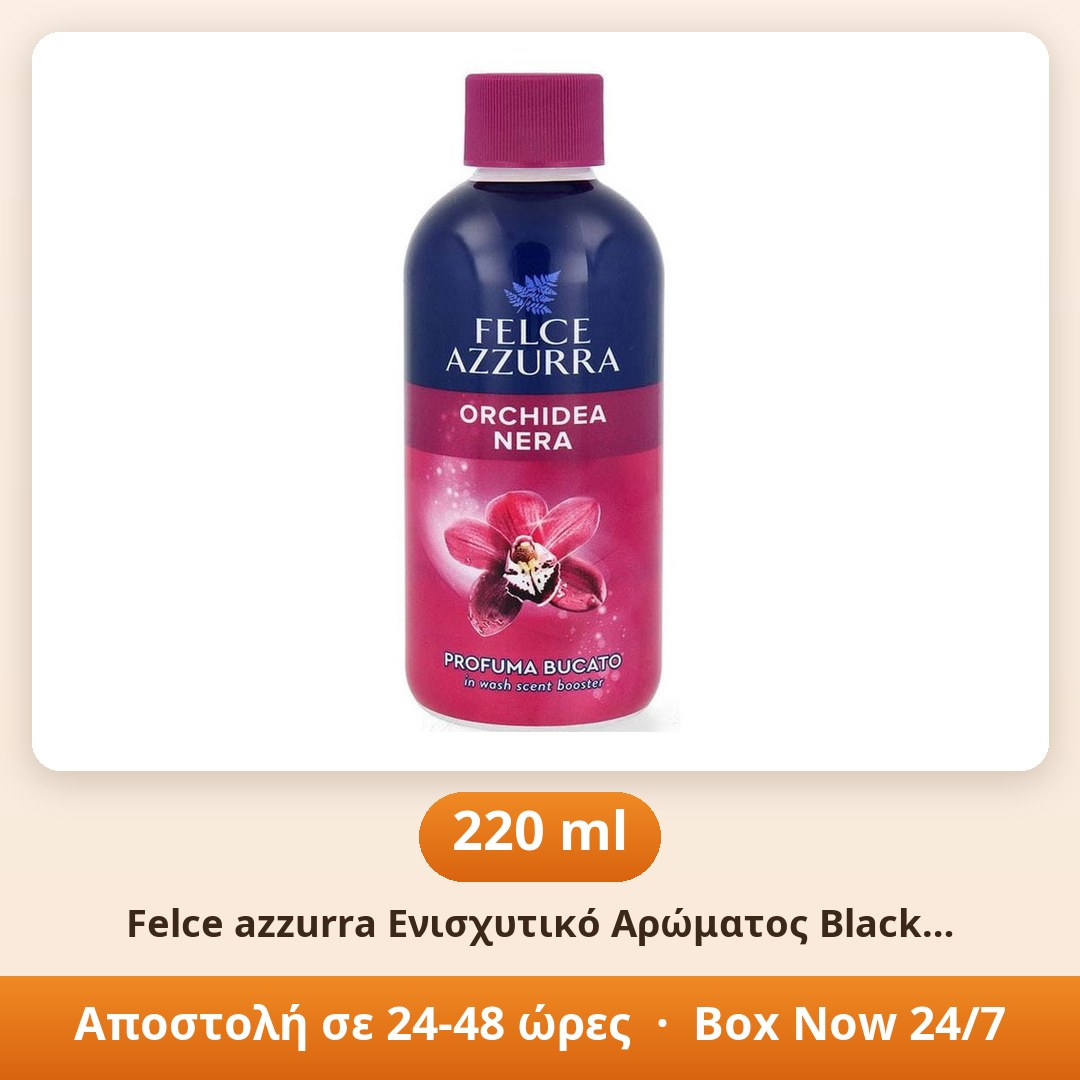 FELCE
AZZURRA
ORCHIDEA
NERA
PROFUMA BUCATO
in wash scent booster
220 ml
Felce azzurra Ενισχυτικό Αρώματος Black...
Αποστολή σε 24-48 ώρες · Box Now 24/7